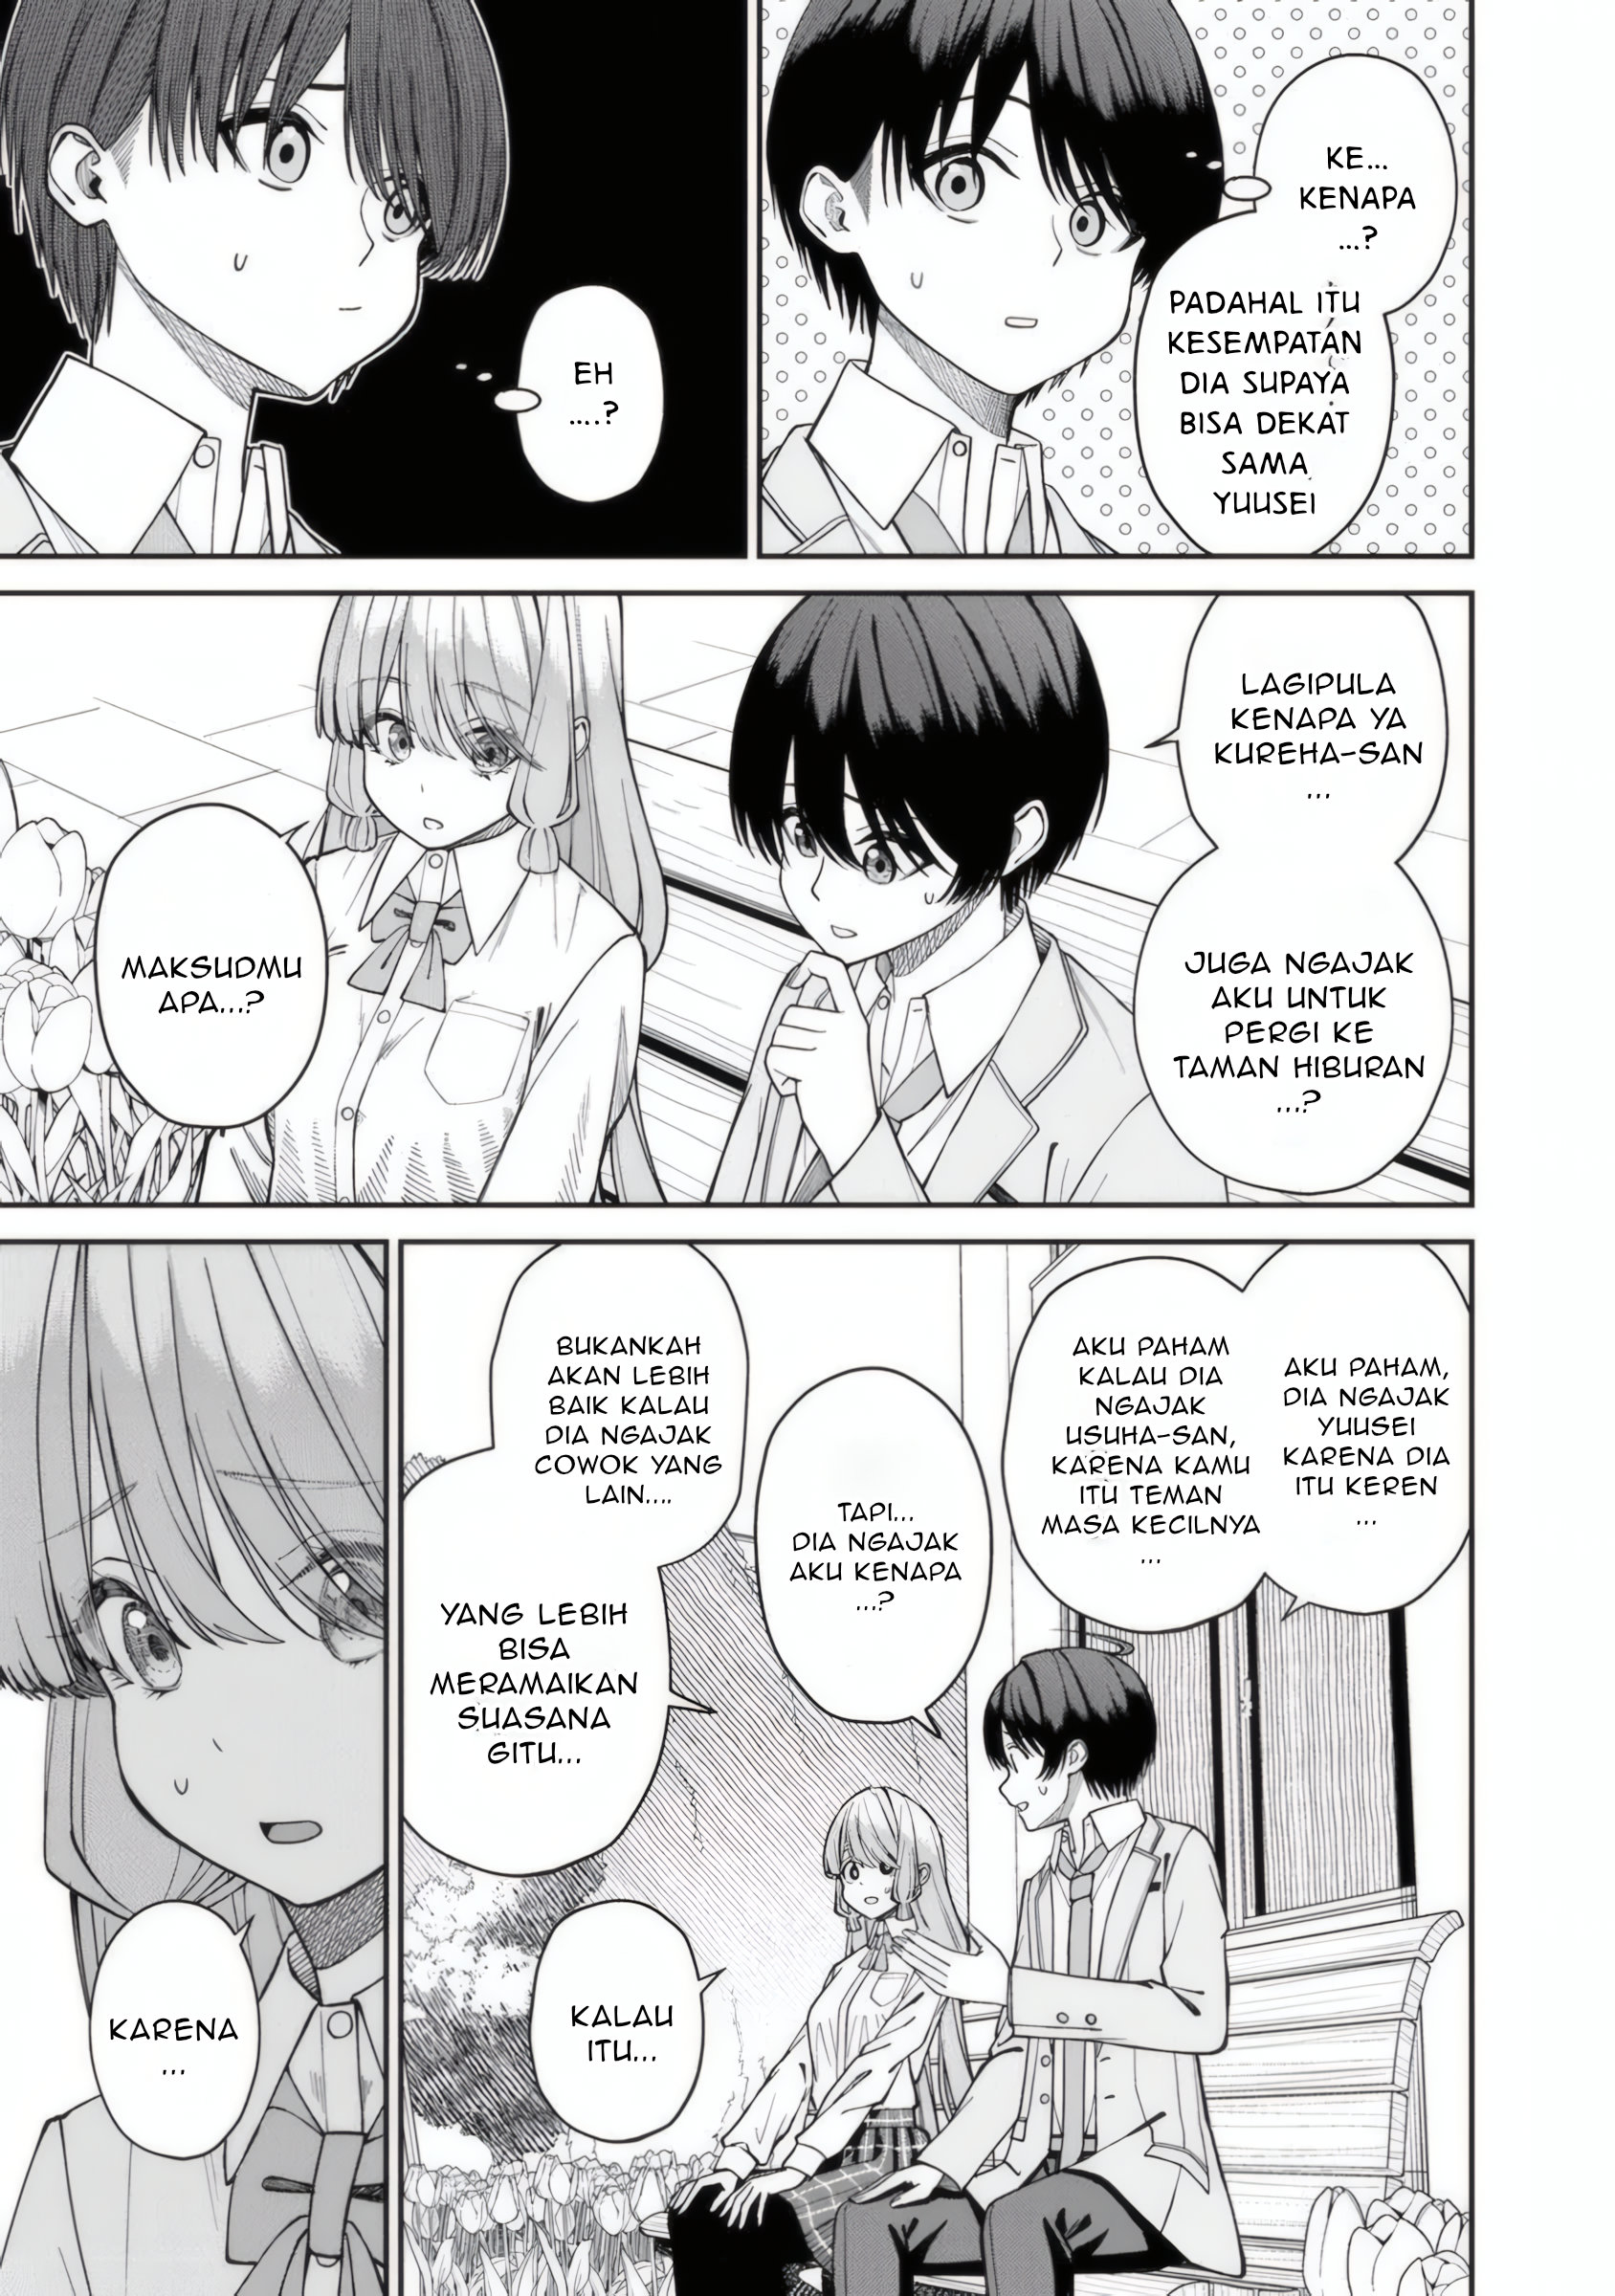 KE...
KENAPA
...?
PADAHAL ITU
KESEMPATAN
DIA SUPAYA
BISA DEKAT
SAMA
YUUSEI
EH
....?
LAGIPULA
KENAPA YA
KUREHA-SAN
...
JUGA NGAJAK
AKU UNTUK
PERGI KE
TAMAN HIBURAN
...?
MAKSUDMU
APA...?
AKU PAHAM,
DIA NGAJAK
YUUSEI
KARENA DIA
ITU KEREN
...
AKU PAHAM
KALAU DIA
NGAJAK
USUHA-SAN,
KARENA KAMU
ITU TEMAN
MASA KECILNYA
...
TAPI...
DIA NGAJAK
AKU KENAPA
...?
BUKANKAH
AKAN LEBIH
BAIK KALAU
DIA NGAJAK
COWOK YANG
LAIN....
YANG LEBIH
BISA
MERAMAIKAN
SUASANA
GITU...
KALAU
ITU...
KARENA
...